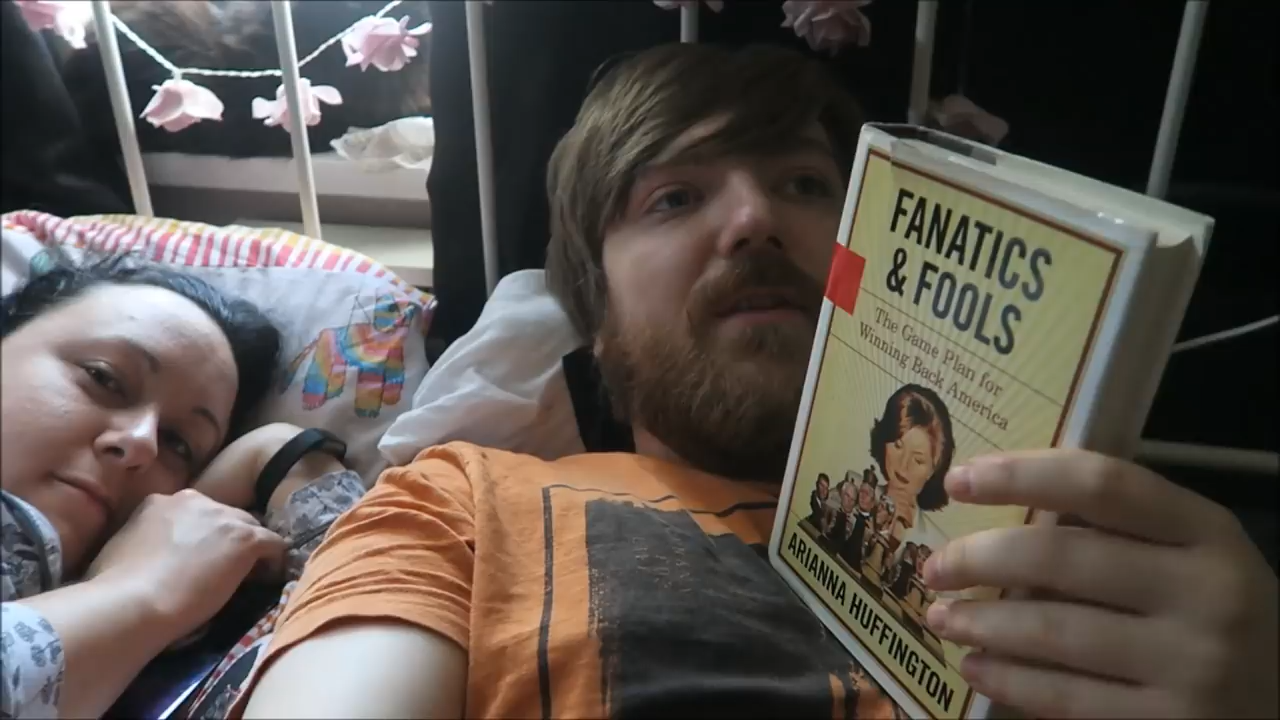 FANATICS
& FOOLS
The Game Plan for
Winning Back America
ARIANNA HUFFINGTON